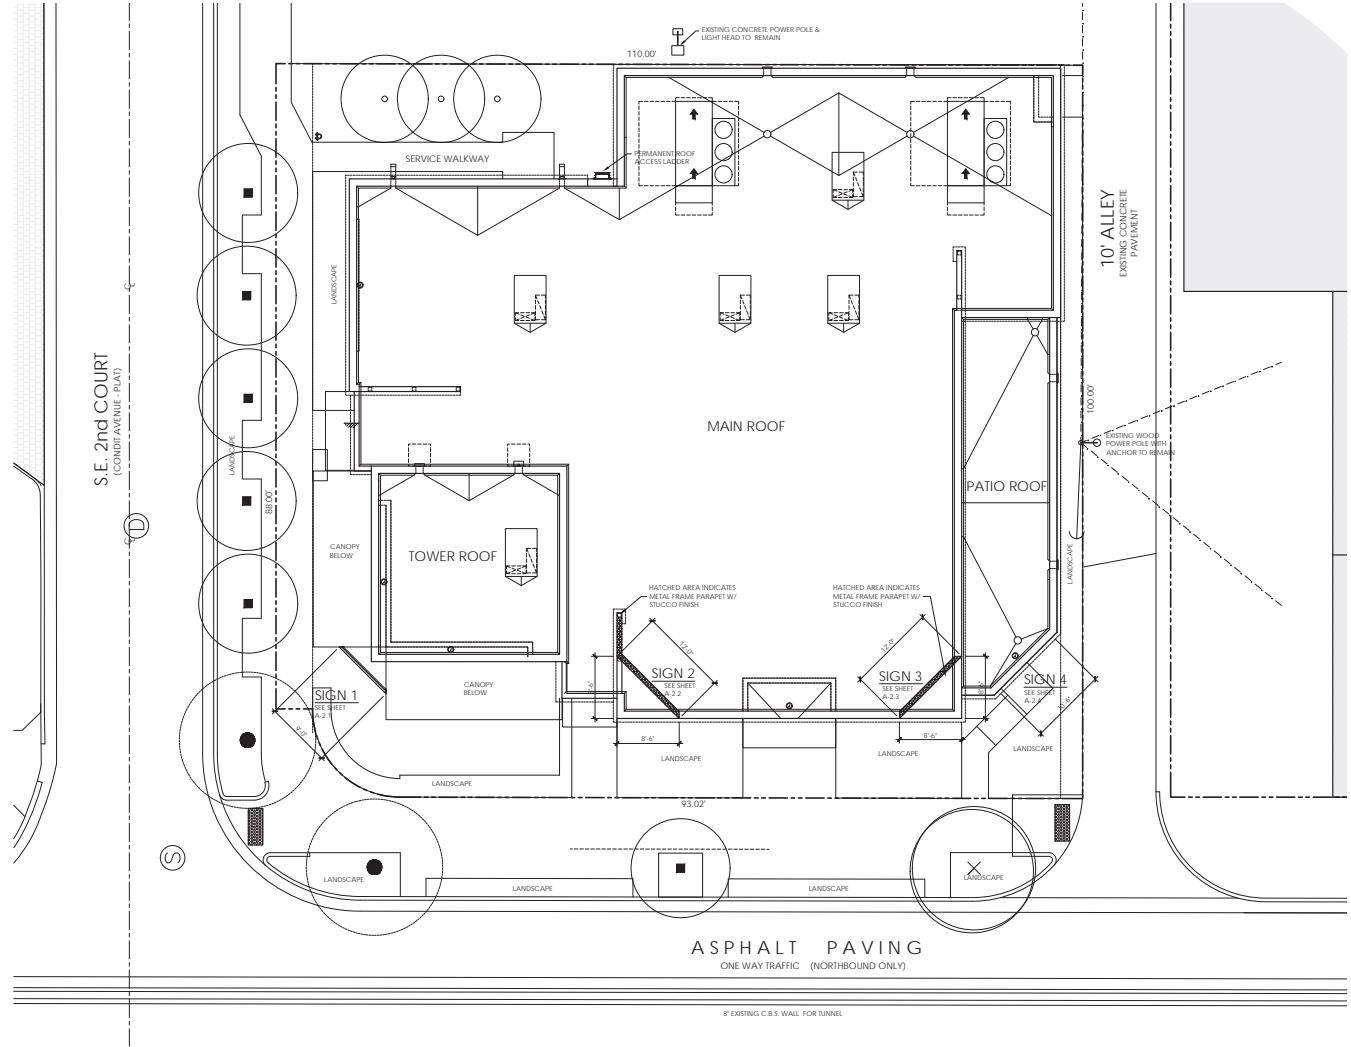 EXISTING CONCRETE POWER POLE &
LIGHT HEAD TO REMAIN
110.00'
SERVICE WALKWAY
PERMANENT ROOF
ACCESS LADDER
10' ALLEY
EXISTING CONCRETE
PAVEMENT
LANDSCAPE
S.E. 2nd COURT
(CONDIT AVENUE - PLAT)
LANDSCAPE
88.00'
MAIN ROOF
100.00'
EXISTING WOOD
POWER POLE WITH
ANCHOR TO REMAIN
PATIO ROOF
D
CANOPY
BELOW
TOWER ROOF
LANDSCAPE
HATCHED AREA INDICATES
METAL FRAME PARAPET W/
STUCCO FINISH
HATCHED AREA INDICATES
METAL FRAME PARAPET W/
STUCCO FINISH
12'-0"
12'-0"
SIGN 1
SEE SHEET
A-2.1
9'-0"
CANOPY
BELOW
SIGN 2
SEE SHEET
A-2.2
8'-6"
SIGN 3
SEE SHEET
A-2.3
8'-6"
SIGN 4
SEE SHEET
LANDSCAPE
LANDSCAPE
LANDSCAPE
LANDSCAPE
93.02'
S
LANDSCAPE
LANDSCAPE
LANDSCAPE
LANDSCAPE
ASPHALT PAVING
ONE WAY TRAFFIC (NORTHBOUND ONLY)
8" EXISTING C.B.S. WALL FOR TUNNEL